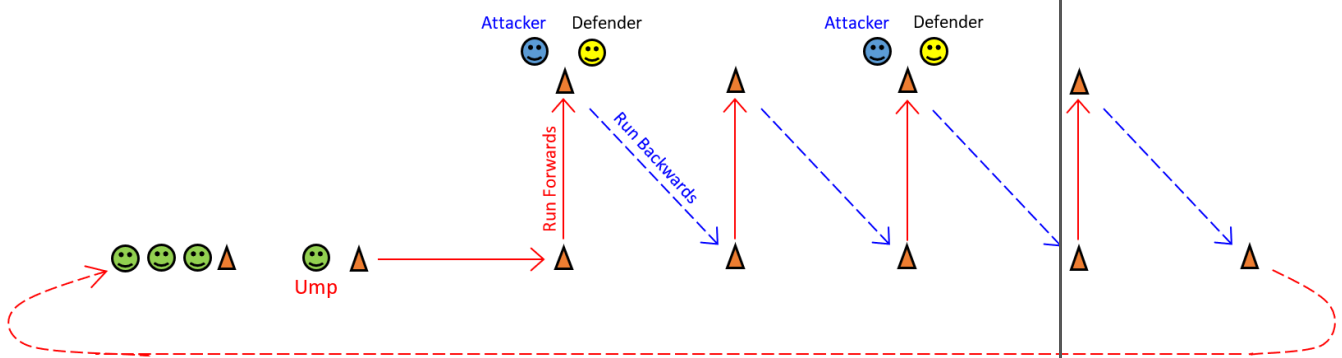 Attacker Defender
Attacker Defender
Run Forwards
Run Backwards
Ump